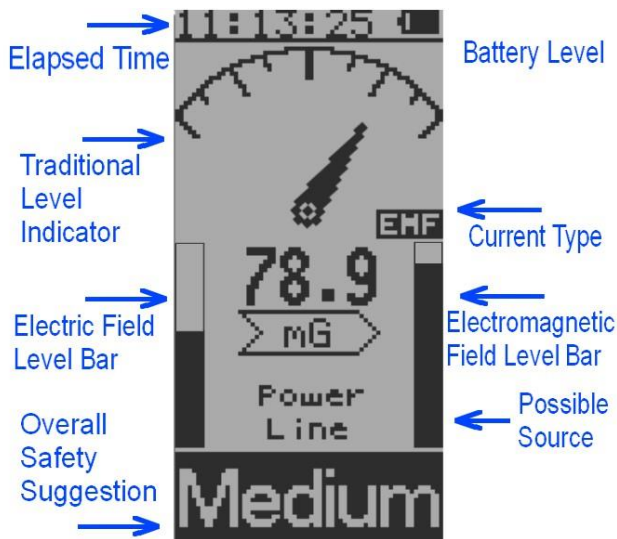 11:13:25
Elapsed Time
Battery Level
Traditional
Level
Indicator
EMF
Current Type
78.9
mG
Electric Field
Level Bar
Electromagnetic
Field Level Bar
Power
Line
Possible
Source
Overall
Safety
Suggestion
Medium